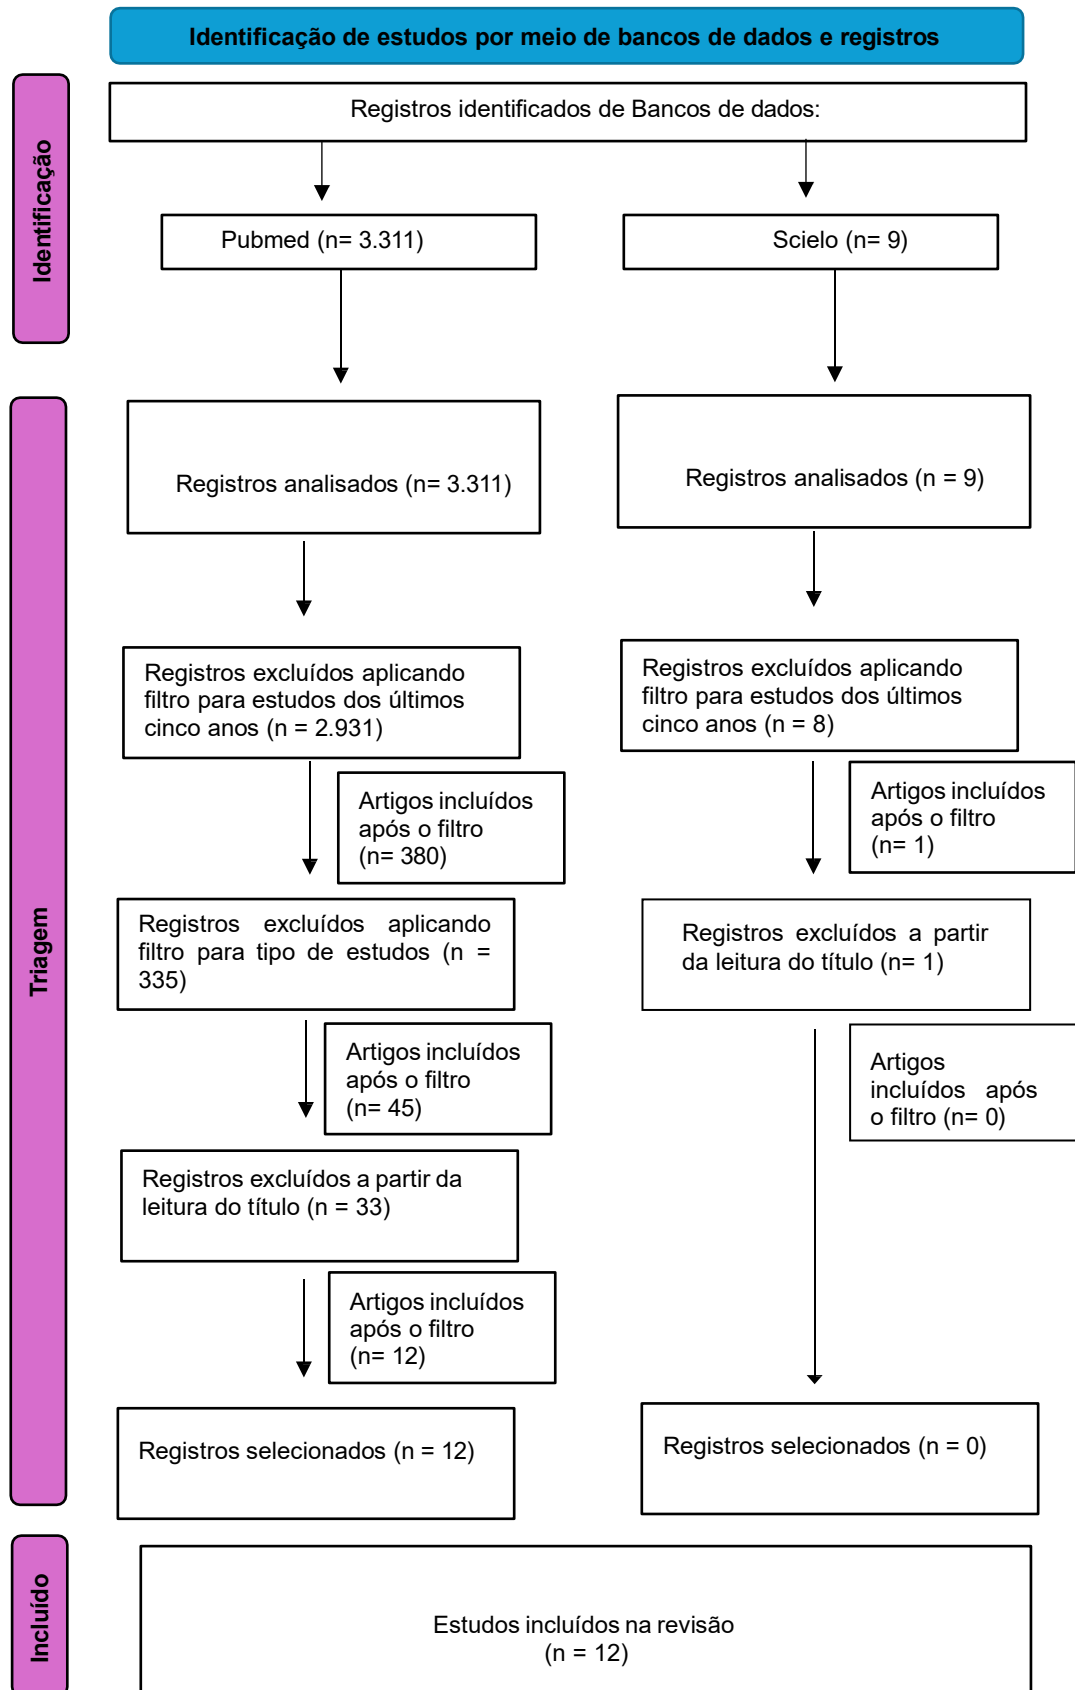 Identificação de estudos por meio de bancos de dados e registros
Identificação
Registros identificados de Bancos de dados:
Pubmed (n= 3.311)
Scielo (n= 9)
Triagem
Registros analisados (n= 3.311)
Registros analisados (n = 9)
Registros excluídos aplicando
filtro para estudos dos últimos
cinco anos (n = 2.931)
Registros excluídos aplicando
filtro para estudos dos últimos
cinco anos (n = 8)
Artigos incluídos
após o filtro
(n= 380)
Artigos incluídos
após o filtro
(n= 1)
Registros excluídos aplicando
filtro para tipo de estudos (n =
335)
Registros excluídos a partir
da leitura do título (n= 1)
Artigos incluídos
após o filtro
(n= 45)
Artigos
incluídos após
o filtro (n= 0)
Registros excluídos a partir da
leitura do título (n = 33)
Artigos incluídos
após o filtro
(n= 12)
Registros selecionados (n = 12)
Registros selecionados (n = 0)
Incluído
Estudos incluídos na revisão
(n = 12)